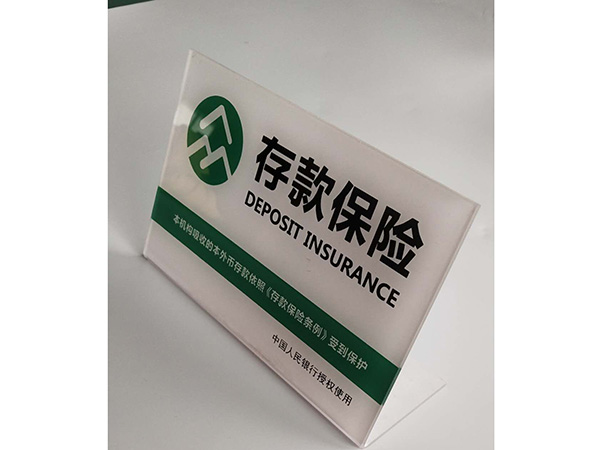 存款保险
DEPOSIT INSURANCE
本机构吸收的本外币存款依照《存款保险条例》受到保护
中国人民银行授权使用